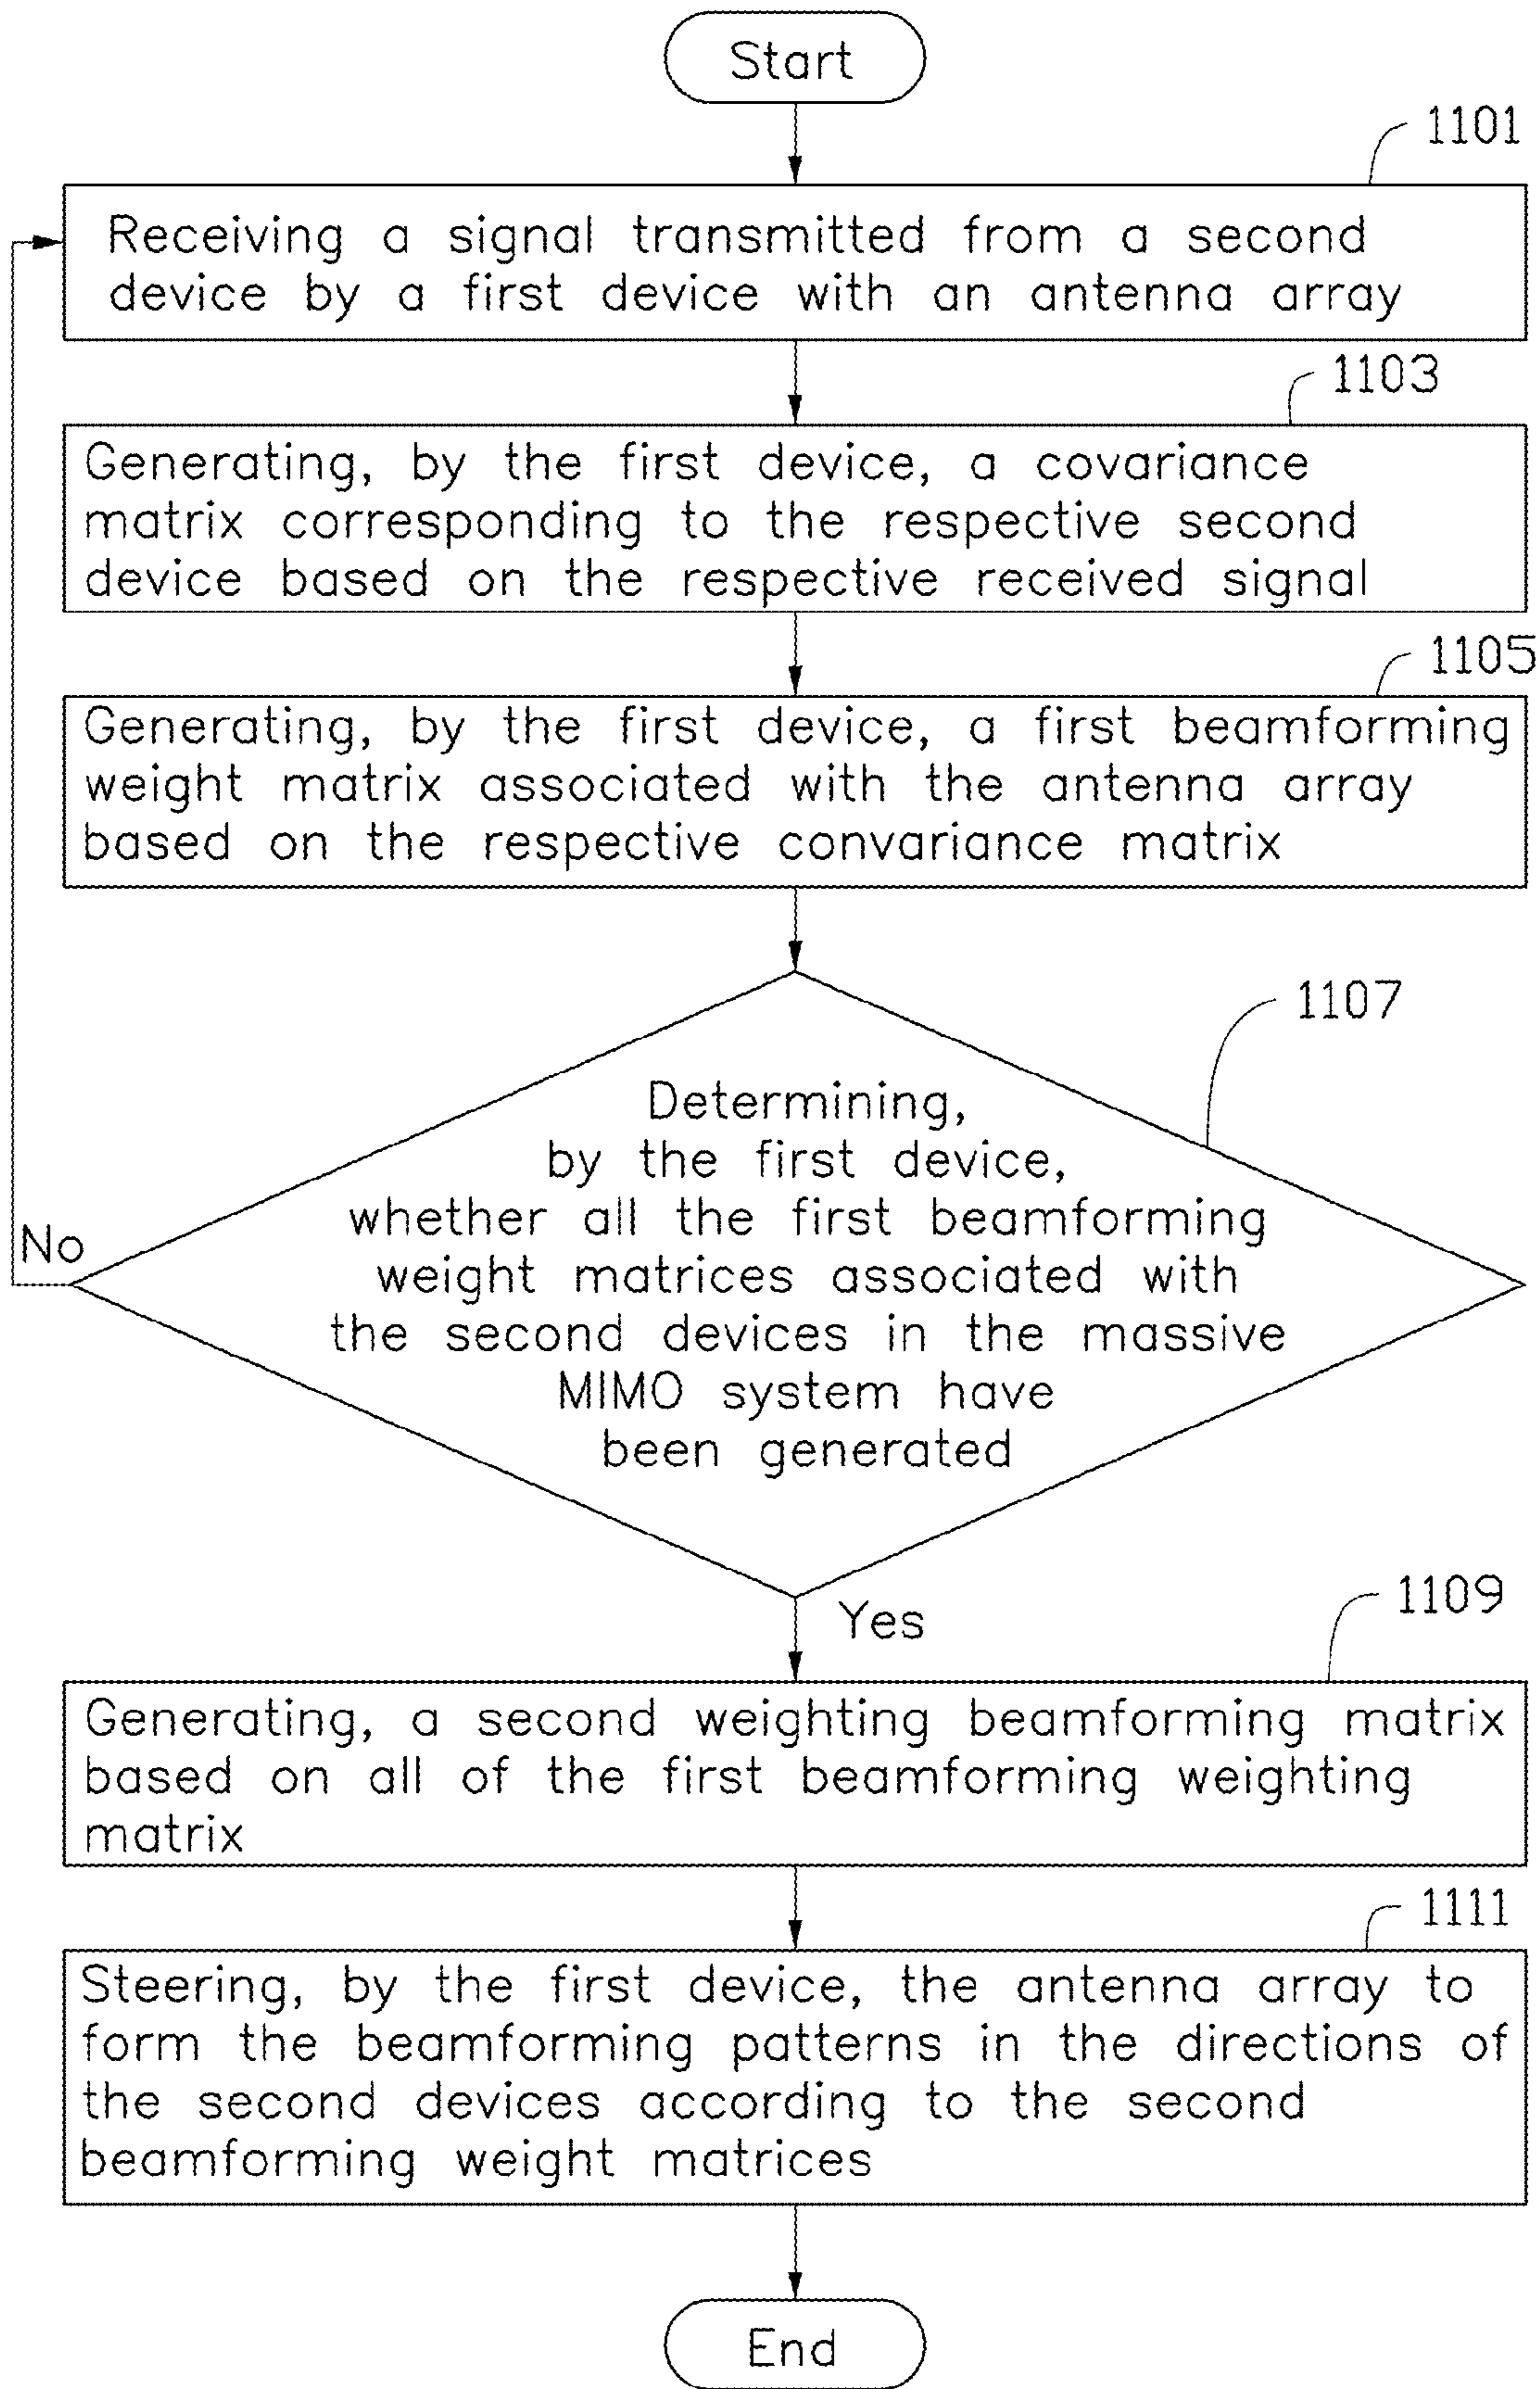 Start
1101
Receiving a signal transmitted from a second
device by a first device with an antenna array
1103
Generating, by the first device, a covariance
matrix corresponding to the respective second
device based on the respective received signal
1105
Generating, by the first device, a first beamforming
weight matrix associated with the antenna array
based on the respective convariance matrix
1107
Determining,
by the first device,
whether all the first beamforming
weight matrices associated with
the second devices in the massive
MIMO system have
been generated
No
Yes
1109
Generating, a second weighting beamforming matrix
based on all of the first beamforming weighting
matrix
1111
Steering, by the first device, the antenna array to
form the beamforming patterns in the directions of
the second devices according to the second
beamforming weight matrices
End